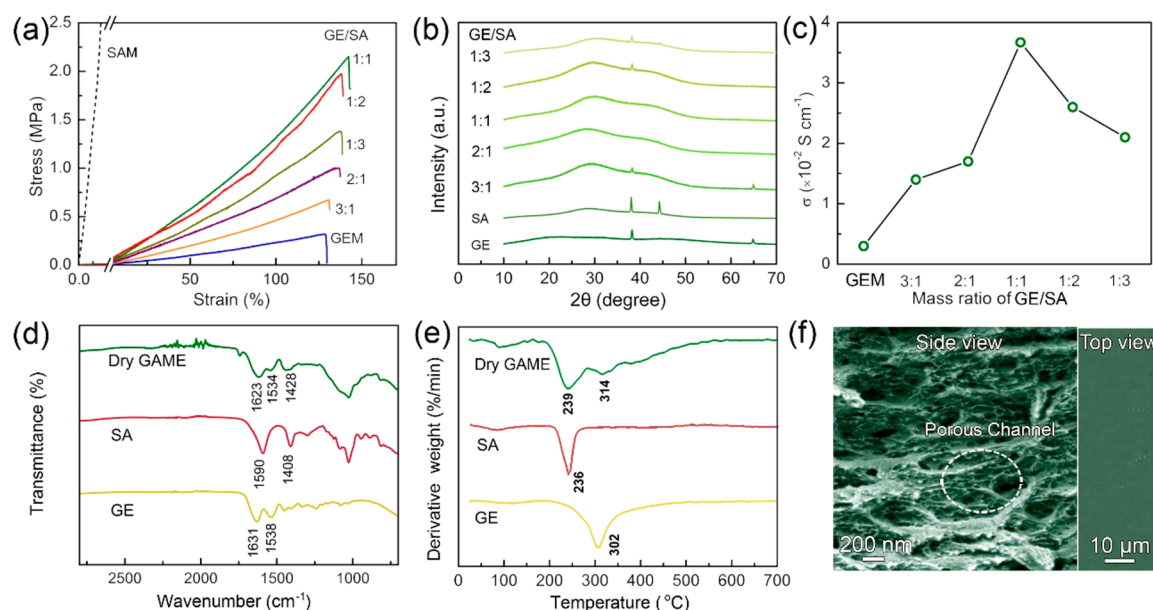 (a)
Stress (MPa)
2.5
2.0
1.5
1.0
0.5
0.0
SAM
GE/SA
1:1
1:2
1:3
2:1
3:1
GEM
0
50
100
150
Strain (%)
(b)
Intensity (a.u.)
GE/SA
1:3
1:2
1:1
2:1
3:1
SA
GE
0 10 20 30 40 50 60 70
2θ (degree)
(c)
σ (×10⁻² S cm⁻¹)
4
3
2
1
0
GEM 3:1 2:1 1:1 1:2 1:3
Mass ratio of GE/SA
(d)
Transmittance (%)
Dry GAME
1623
1534
1428
SA
1590
1408
GE
1631
1538
2500 2000 1500 1000
Wavenumber (cm⁻¹)
(e)
Derivative weight (%/min)
Dry GAME
239
314
SA
236
GE
302
0 100 200 300 400 500 600 700
Temperature (°C)
(f)
Side view
Top view
Porous Channel
200 nm
10 µm